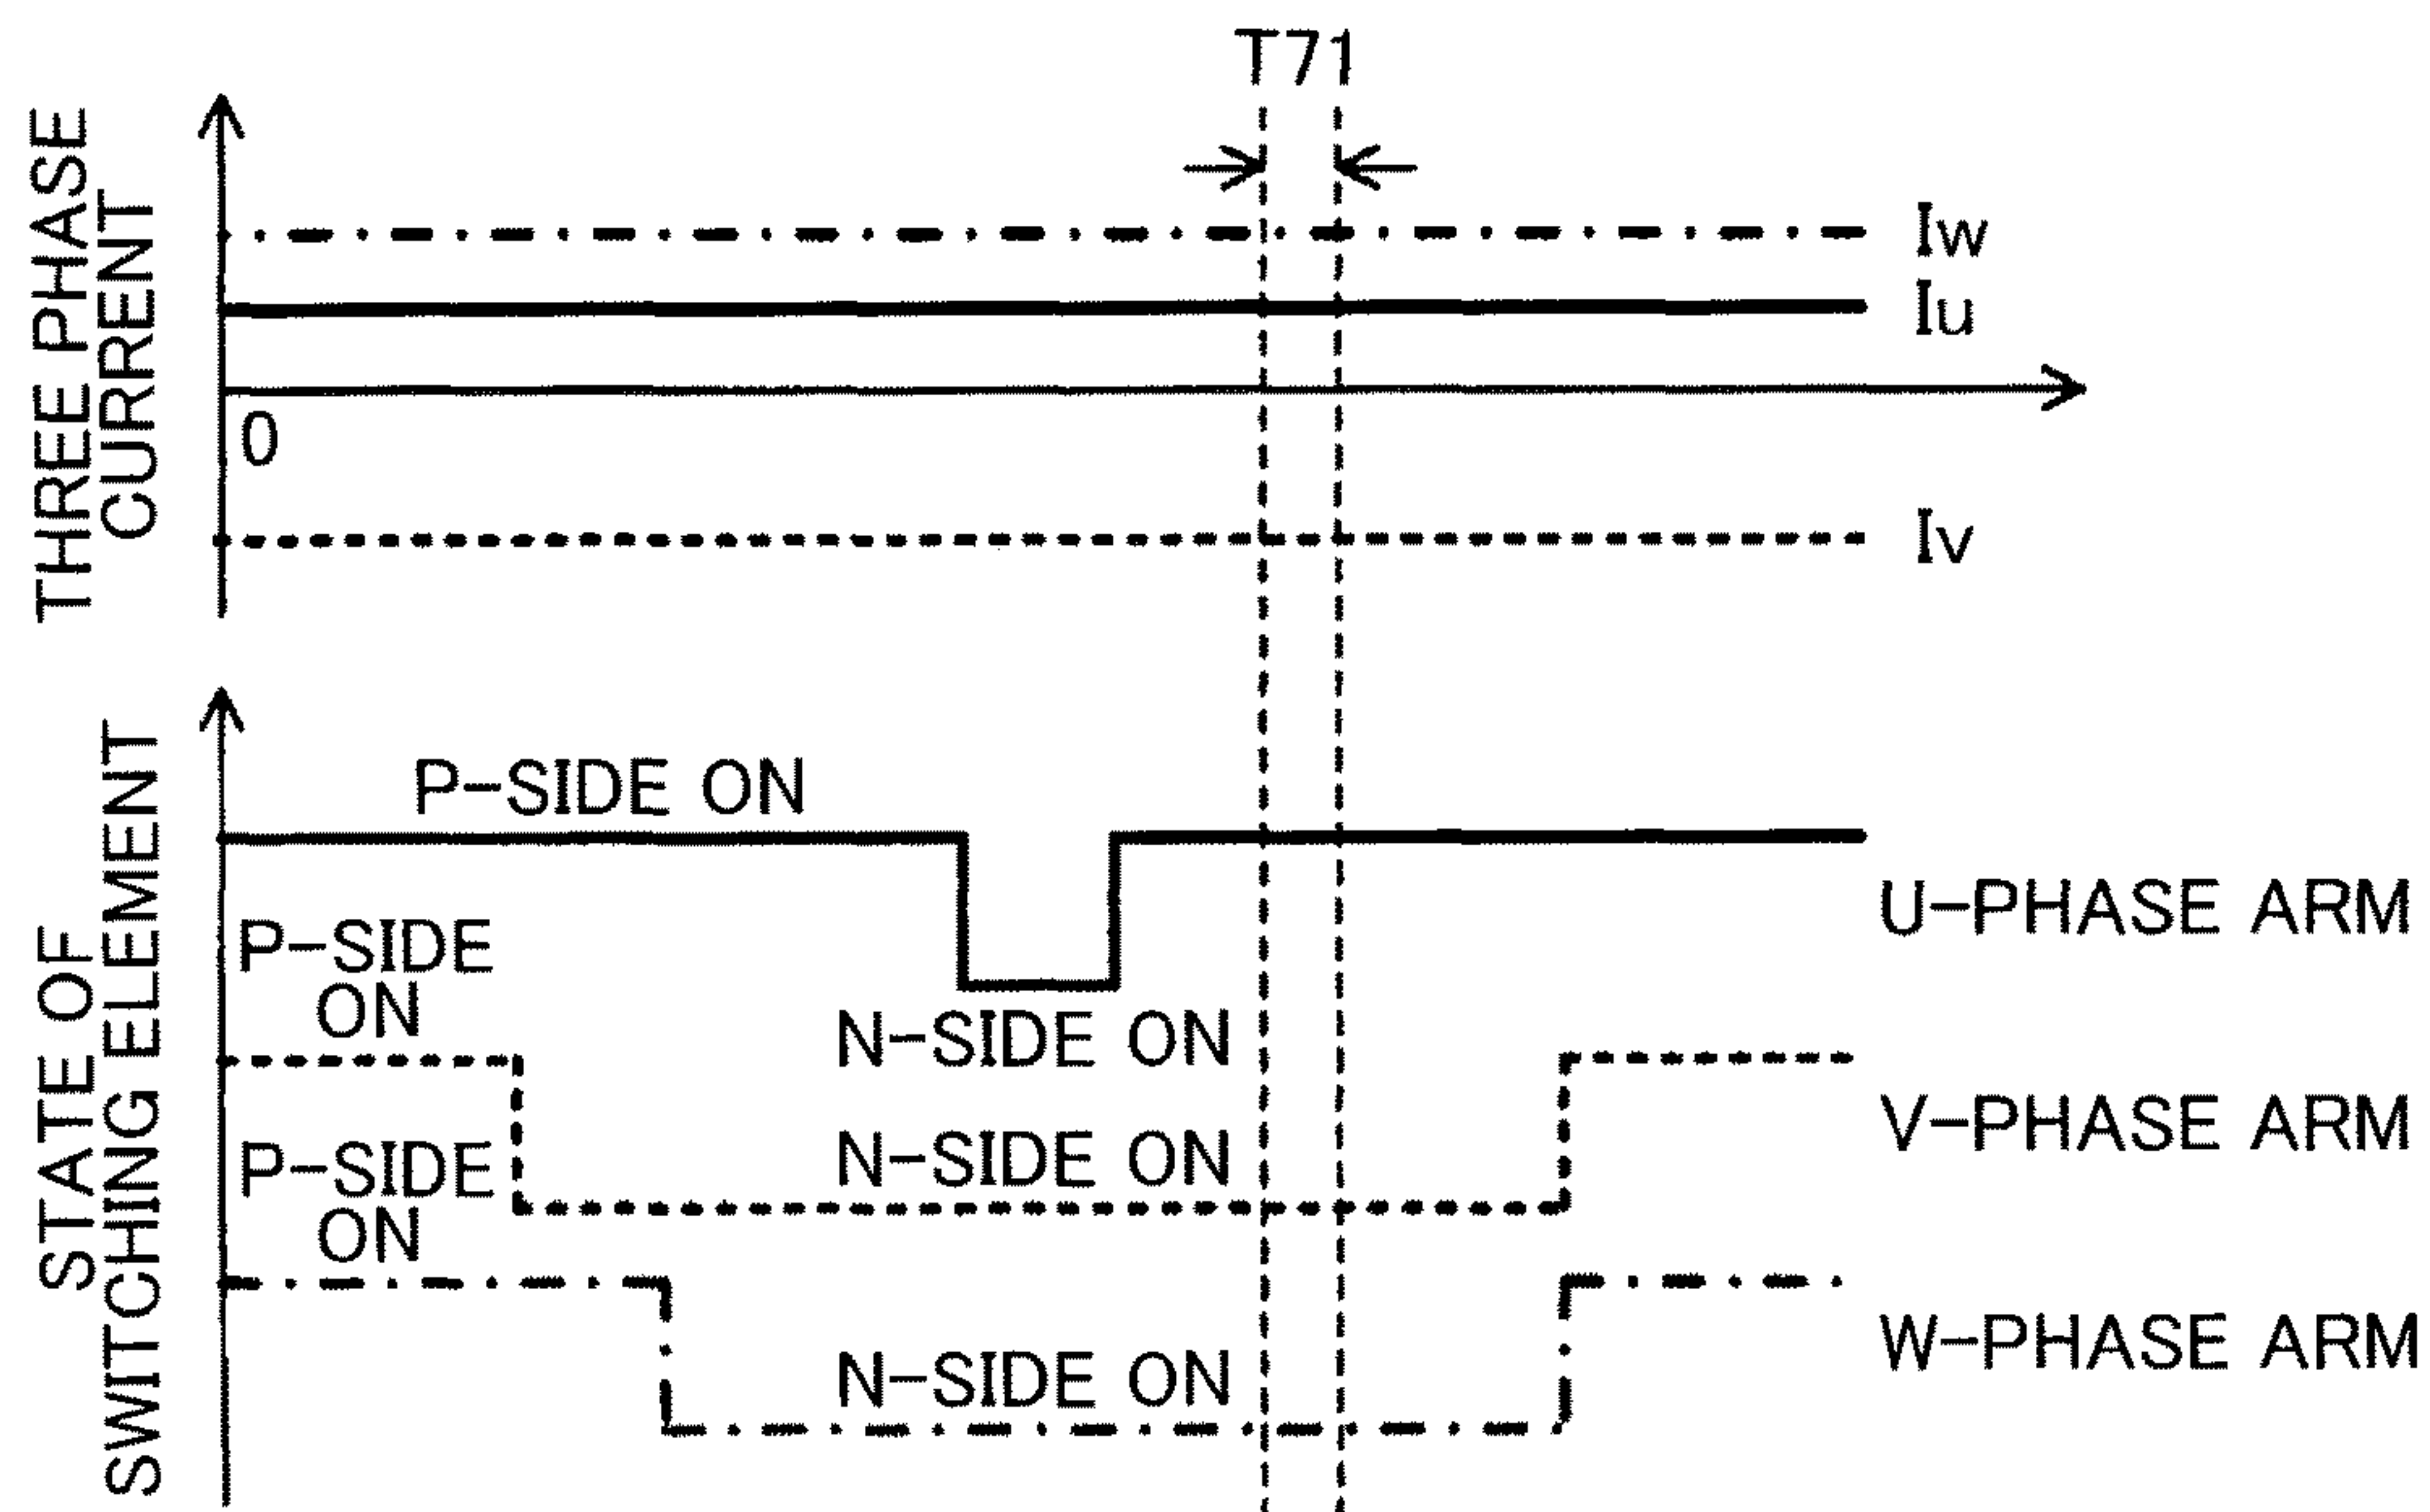 T71
THREE PHASE
CURRENT
Iw
Iu
0
Iv
STATE OF
SWITCHING ELEMENT
P-SIDE ON
U-PHASE ARM
P-SIDE
ON
N-SIDE ON
V-PHASE ARM
N-SIDE ON
P-SIDE
ON
W-PHASE ARM
N-SIDE ON